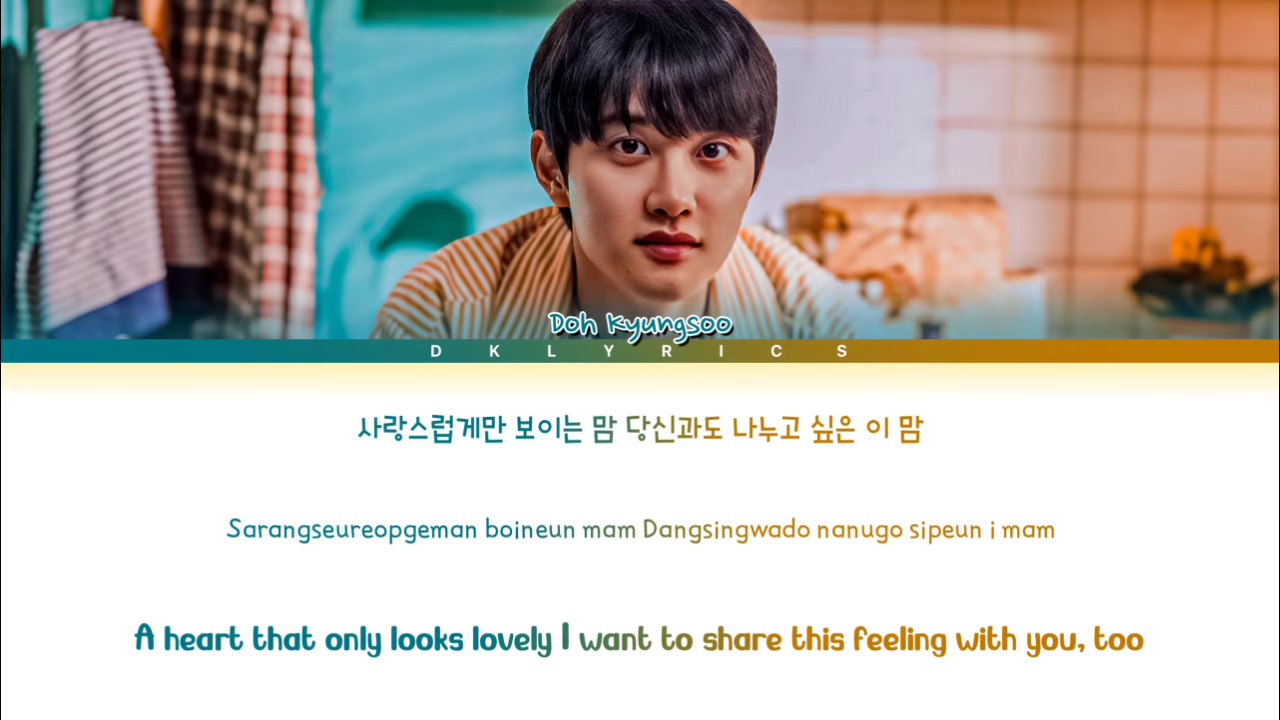 Doh Kyungsoo
DKLYRICS
사랑스럽게만 보이는 맘 당신과도 나누고 싶은 이 맘
Sarangseureopgeman boineun mam Dangsingwado nanugo sipeun i mam
A heart that only looks lovely I want to share this feeling with you, too